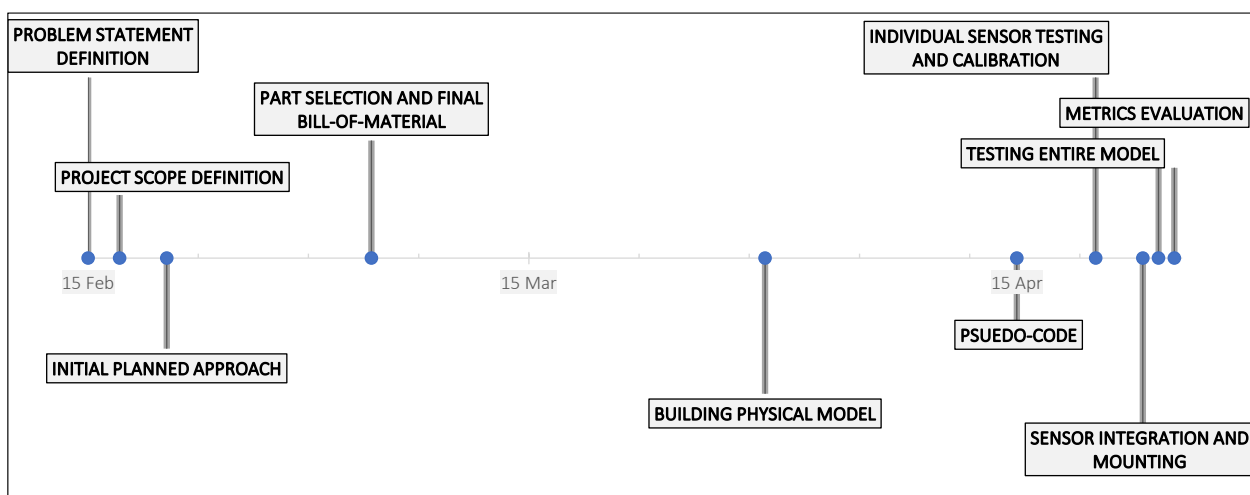 PROBLEM STATEMENT
DEFINITION
INDIVIDUAL SENSOR TESTING
AND CALIBRATION
PART SELECTION AND FINAL
BILL-OF-MATERIAL
METRICS EVALUATION
TESTING ENTIRE MODEL
PROJECT SCOPE DEFINITION
15 Feb
15 Mar
15 Apr
PSUEDO-CODE
INITIAL PLANNED APPROACH
BUILDING PHYSICAL MODEL
SENSOR INTEGRATION AND
MOUNTING